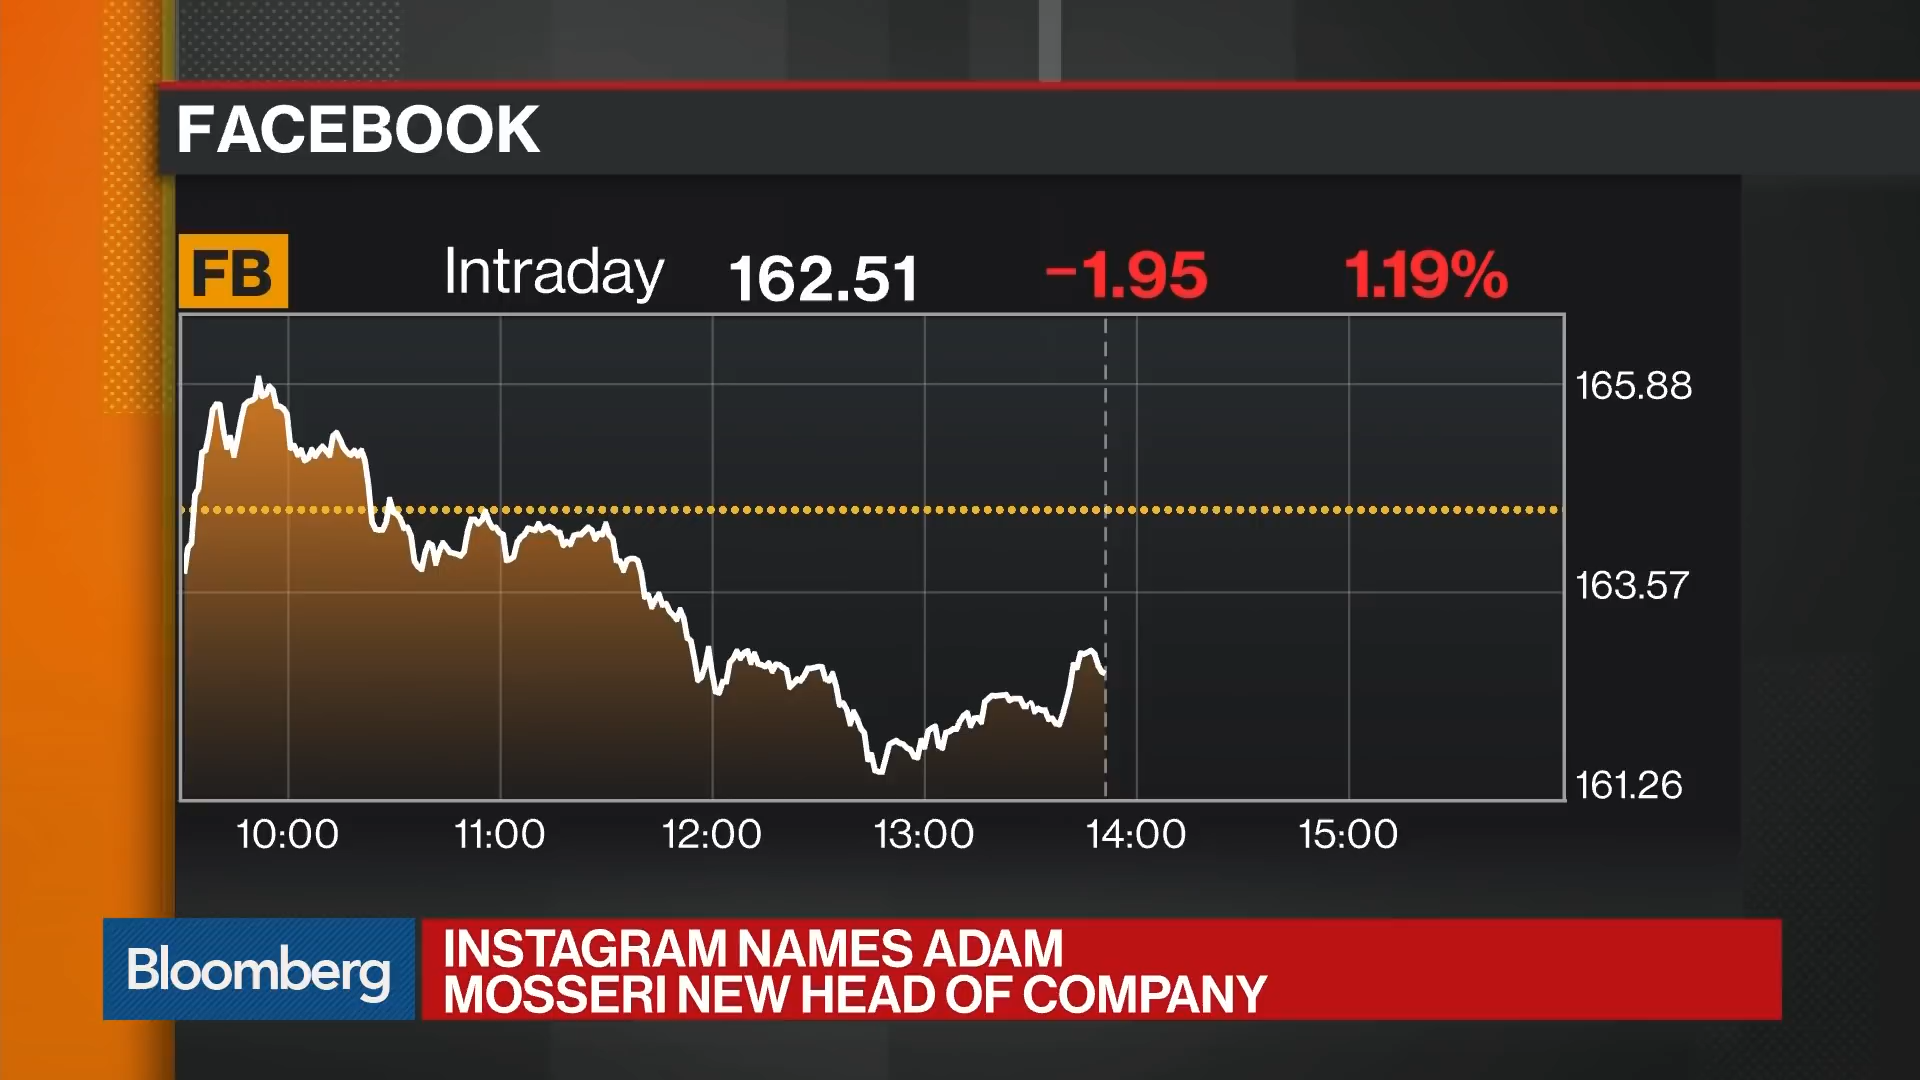 FACEBOOK
FB Intraday 162.51 −1.95 1.19%
165.88
163.57
161.26
10:00 11:00 12:00 13:00 14:00 15:00
Bloomberg
INSTAGRAM NAMES ADAM
MOSSERI NEW HEAD OF COMPANY